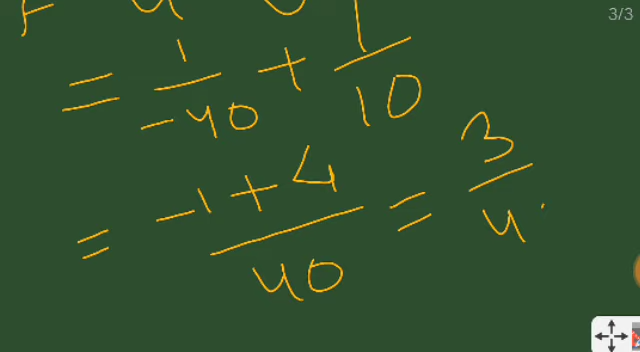 3/3
= 1/-40 + 1/10
= -1+4/40 = 3/4